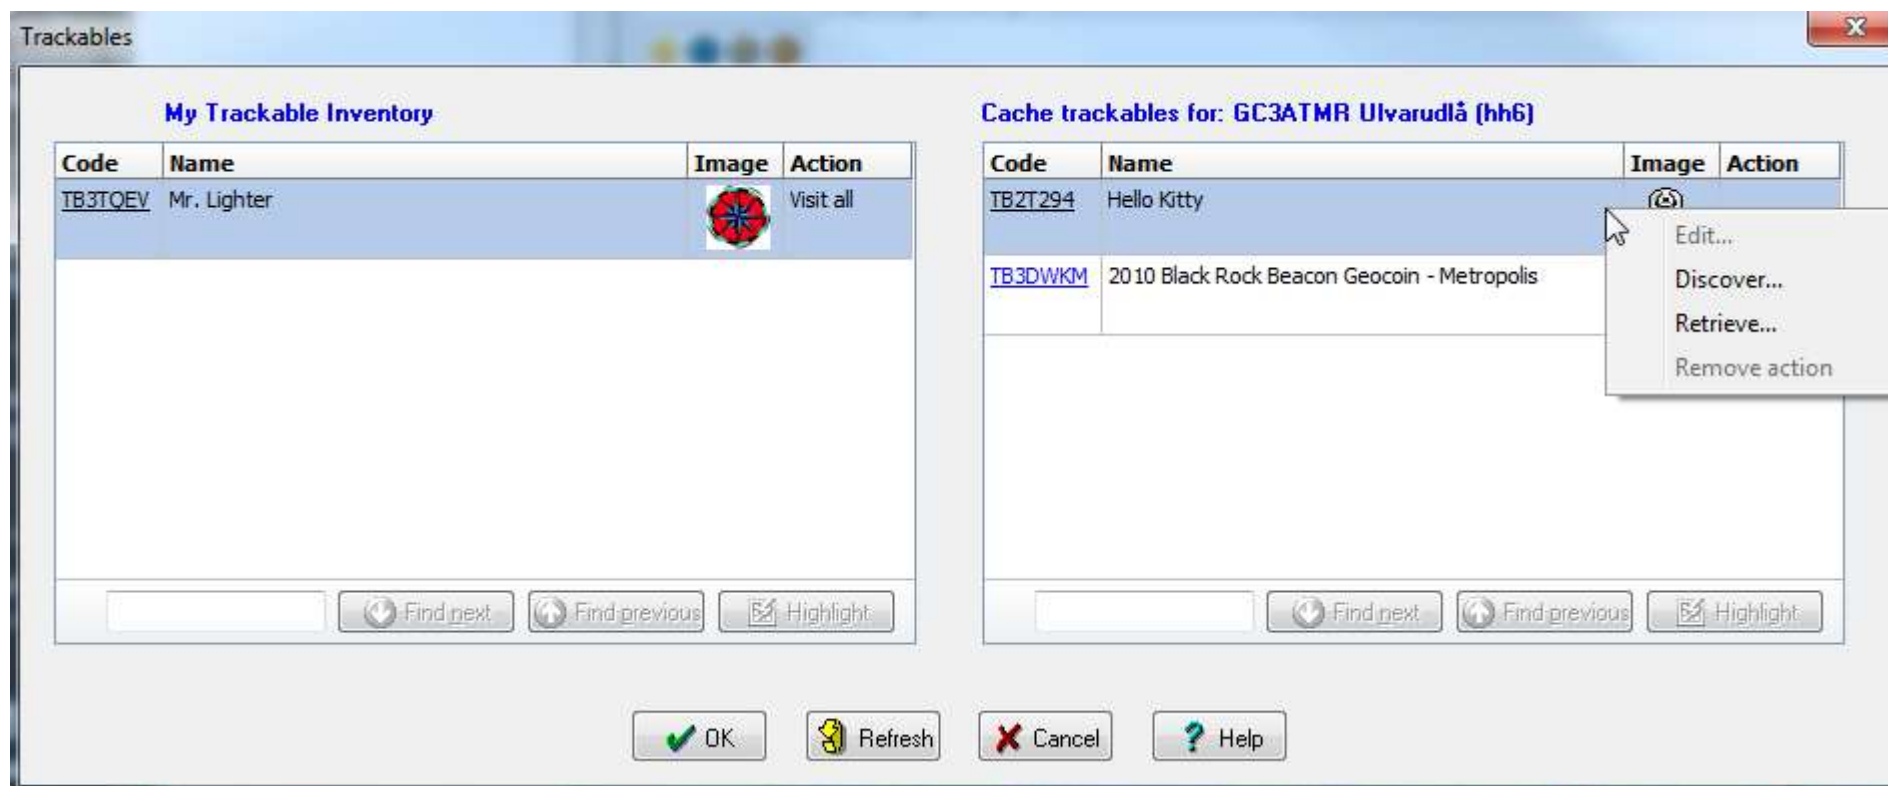 Trackables
My Trackable Inventory
Code Name Image Action
TB3TQEV Mr. Lighter Visit all
Find next Find previous Highlight
Cache trackables for: GC3ATMR Ulvarudlå (hh6)
Code Name Image Action
TB2T294 Hello Kitty
TB3DWKM 2010 Black Rock Beacon Geocoin - Metropolis
Edit...
Discover...
Retrieve...
Remove action
Find next Find previous Highlight
OK Refresh Cancel Help